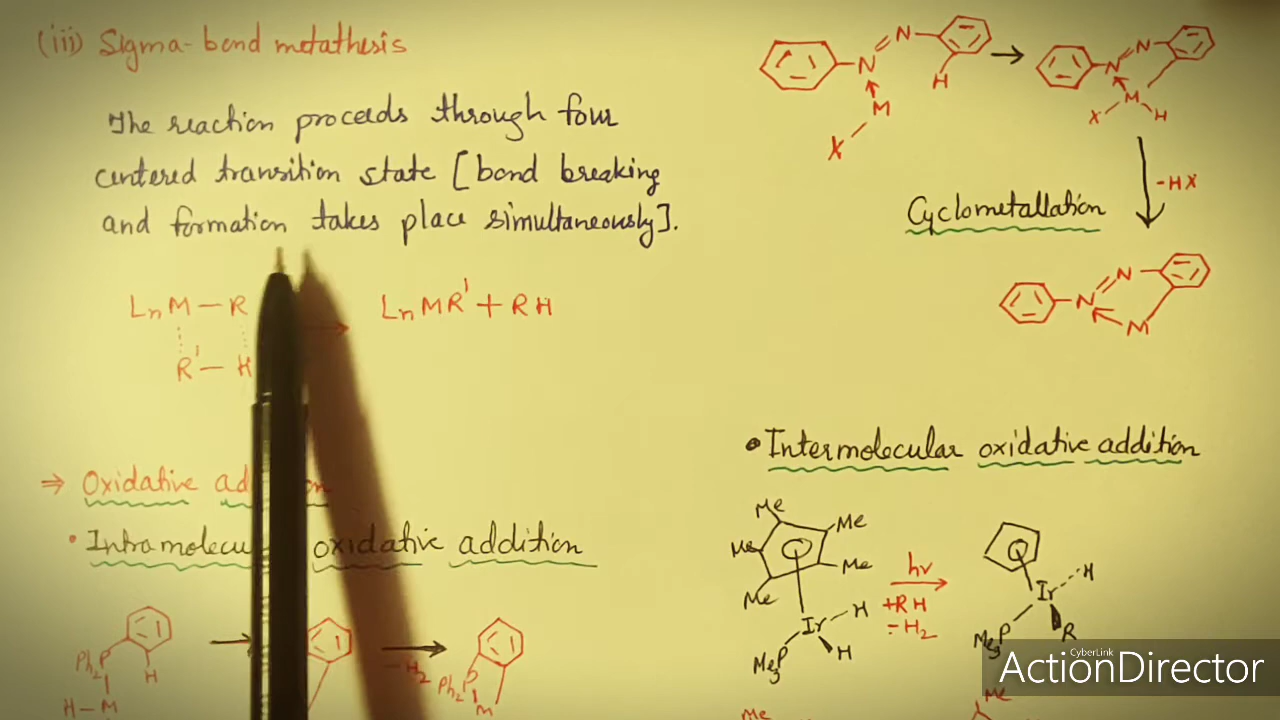 (iii) Sigma-bond metathesis
The reaction proceeds through four
centered transition state [bond breaking
and formation takes place simultaneously].
LnM — R
R' — H
LnMR' + RH
⇒ Oxidative
• oxidative addition
Ph2P
H
H — M
-H2
Ph2P
M
N = N
H
M
X
N = N
M
X
H
-HX
Cyclometallation
N = N
M
• Intermolecular oxidative addition
Me
Me
Me
Me
Me
Ir
H
H
Me3P
hν
+RH
-H2
Ir
H
R
Me3P
Me
Me
CyberLink
ActionDirector